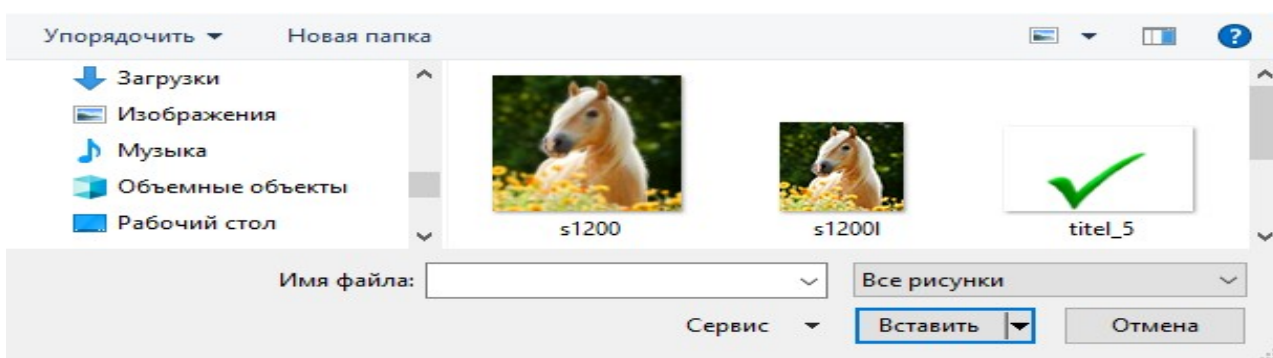 Упорядочить Новая папка
Загрузки
Изображения
Музыка
Объемные объекты
Рабочий стол
s1200 s1200l titel_5
Имя файла: Все рисунки
Сервис Вставить Отмена